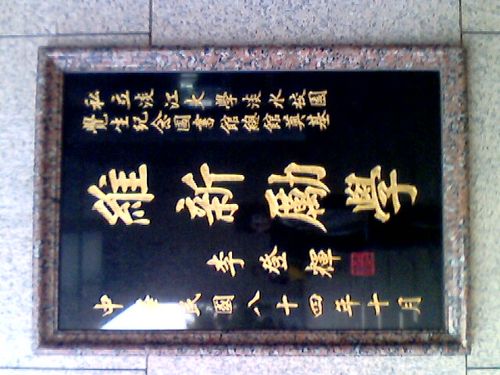 私立淡江大學淡水校園
覺生紀念圖書館總館奠基
維新勵學
李登輝
中華民國八十四年十月